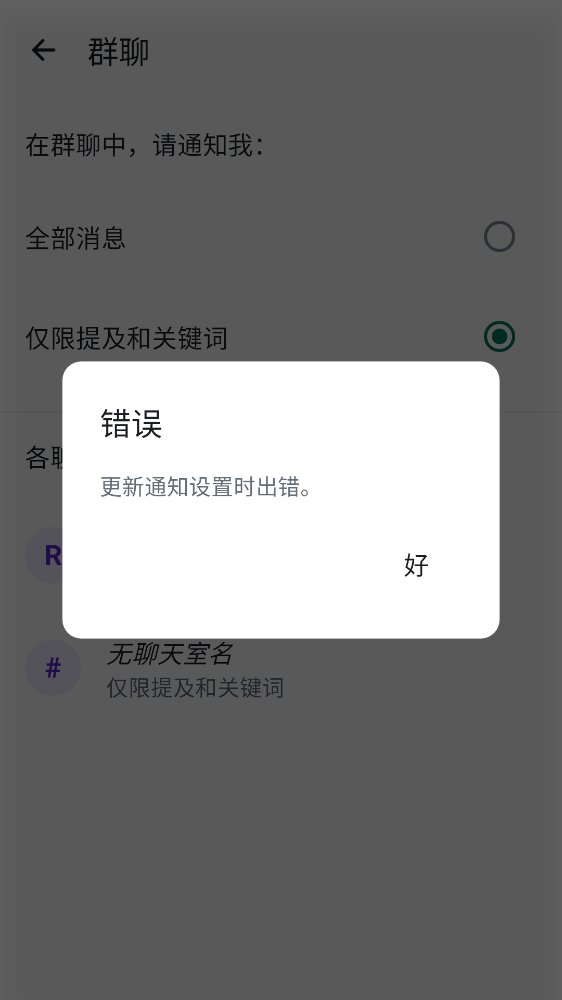 群聊
在群聊中，请通知我：
全部消息
仅限提及和关键词
错误
更新通知设置时出错。
好
各
R
#
无聊天室名
仅限提及和关键词